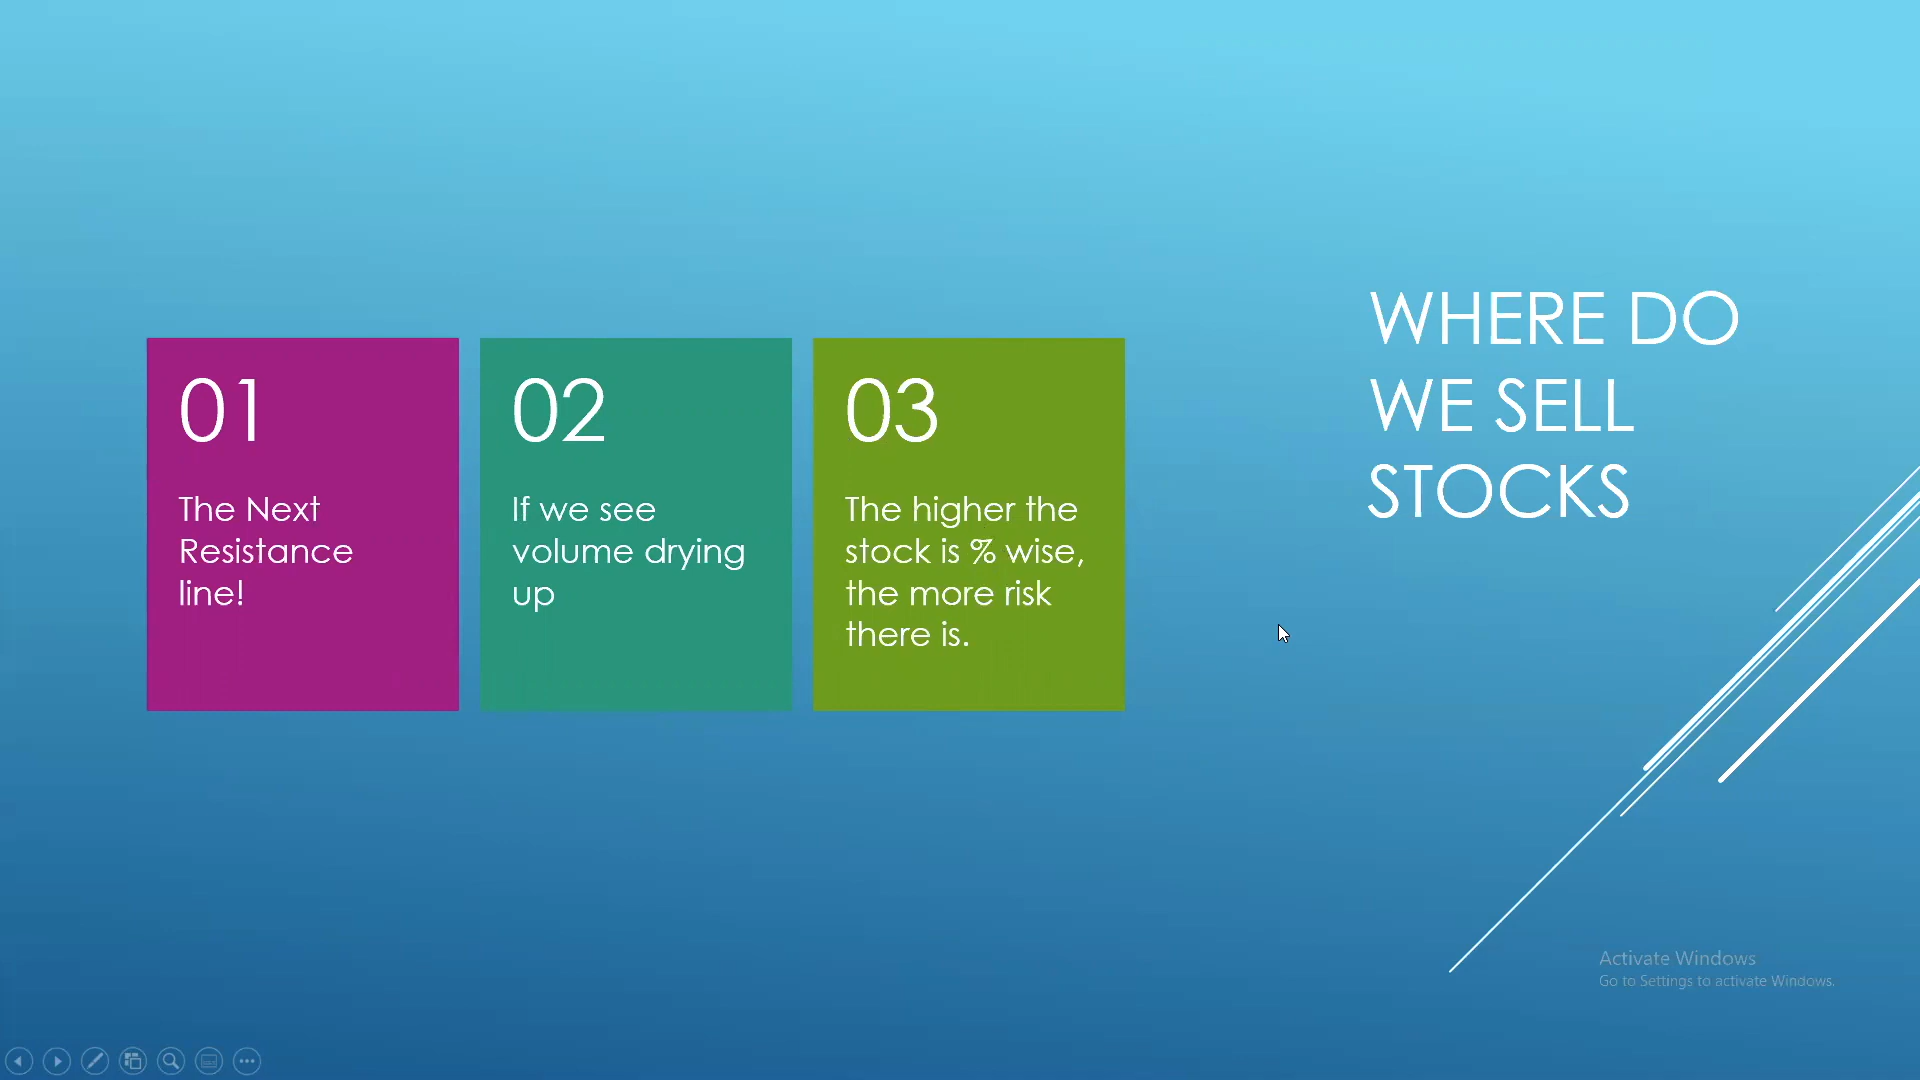 WHERE DO
WE SELL
STOCKS
01
The Next
Resistance
line!
02
If we see
volume drying
up
03
The higher the
stock is % wise,
the more risk
there is.
Activate Windows
Go to Settings to activate Windows.